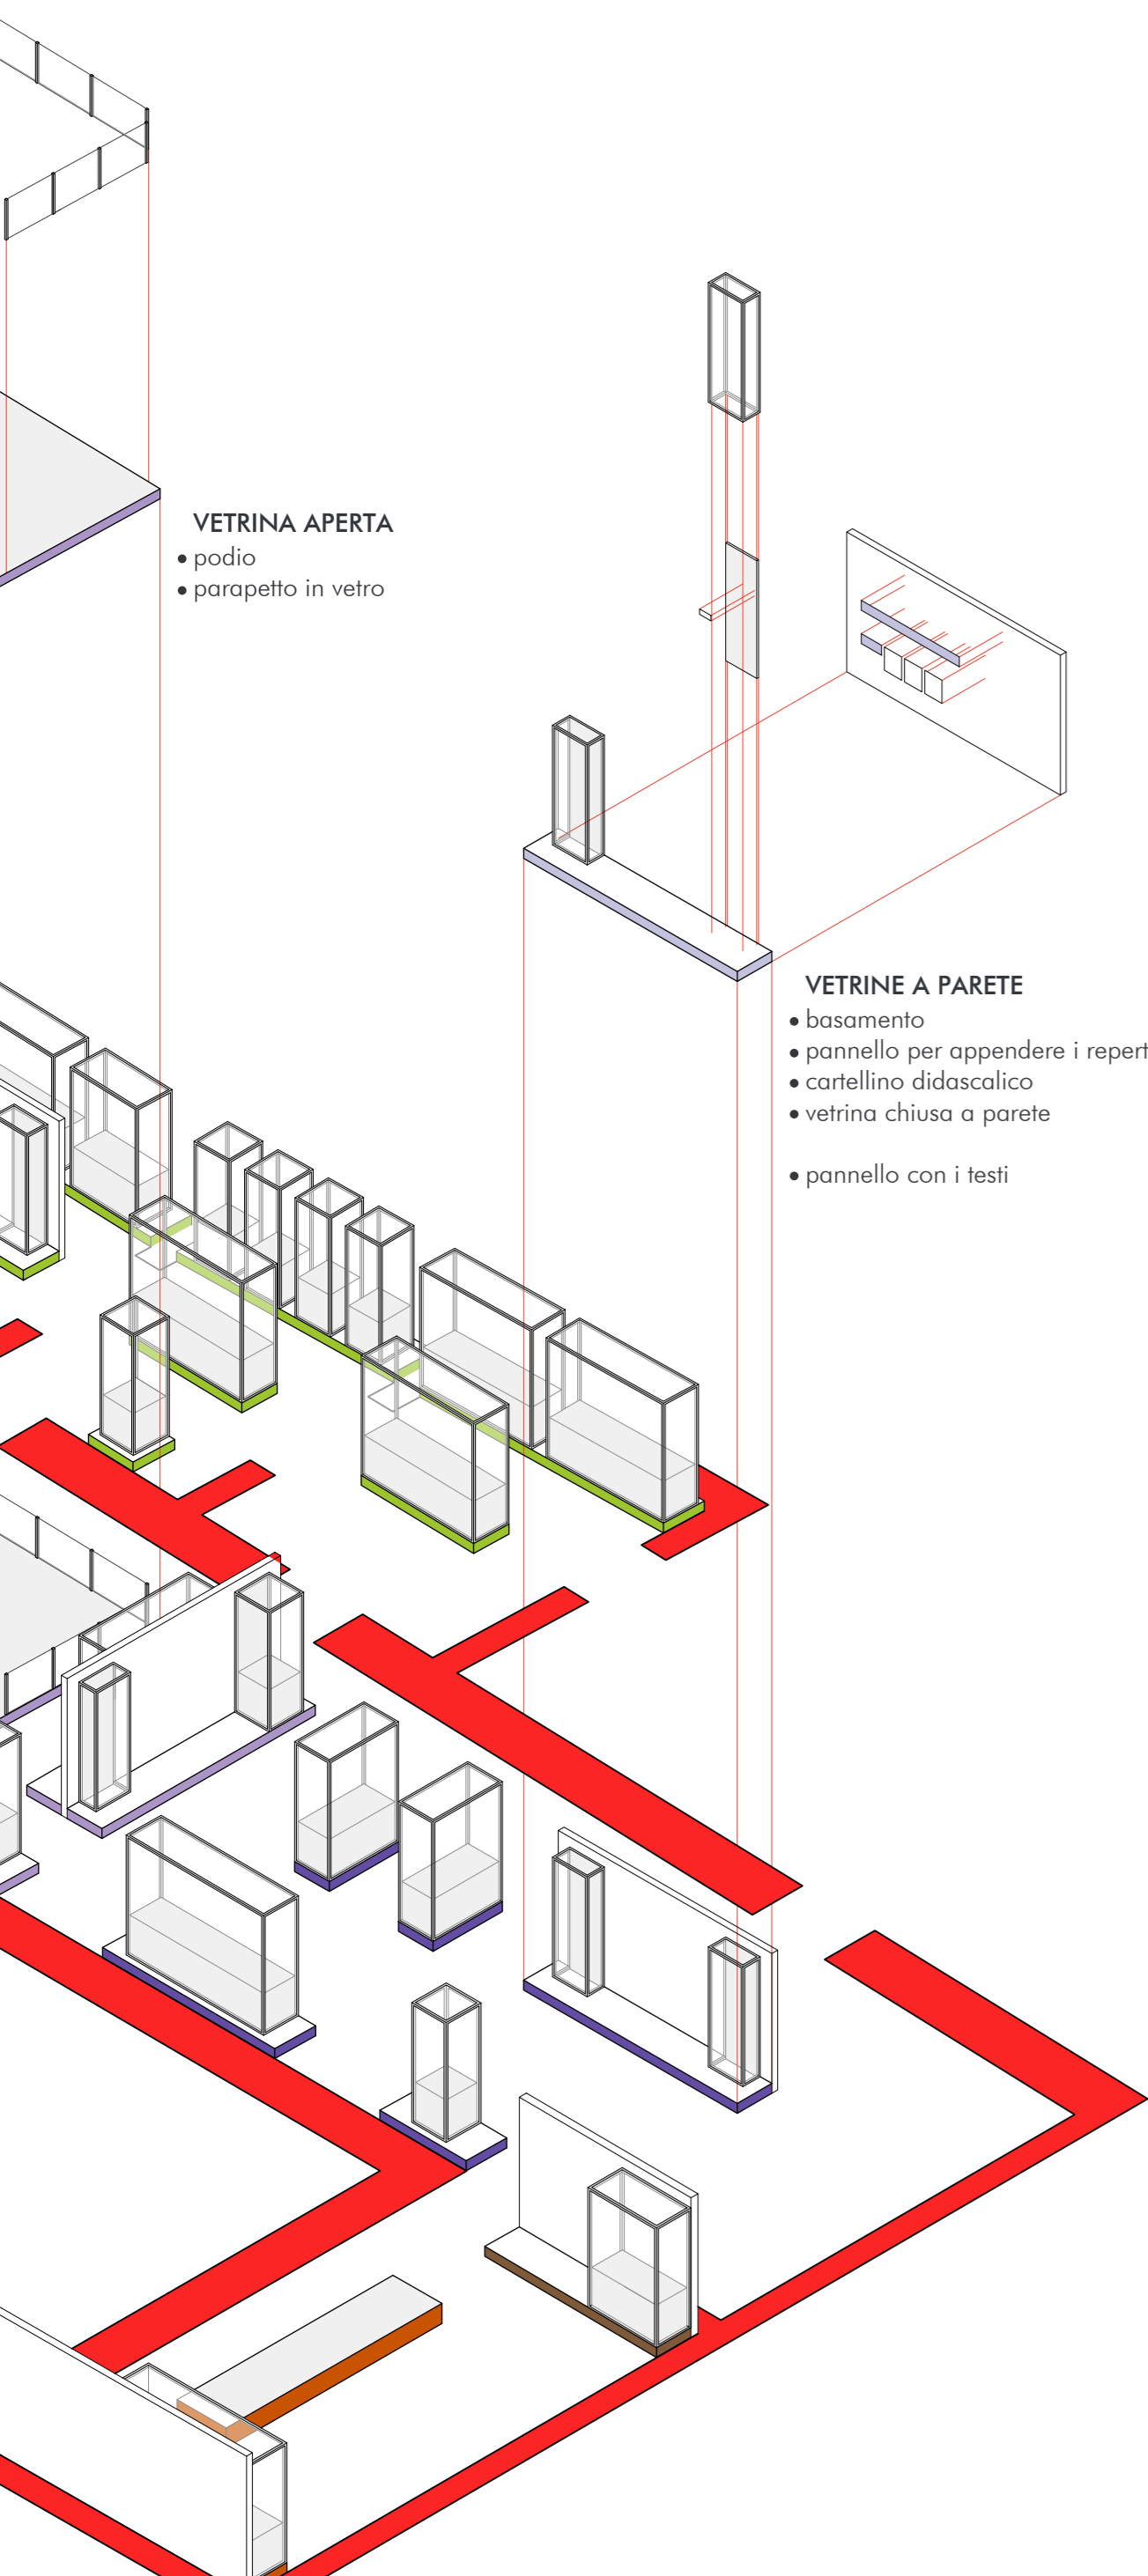 VETRINA APERTA
• podio
• parapetto in vetro
VETRINE A PARETE
• basamento
• pannello per appendere i repert
• cartellino didascalico
• vetrina chiusa a parete
• pannello con i testi